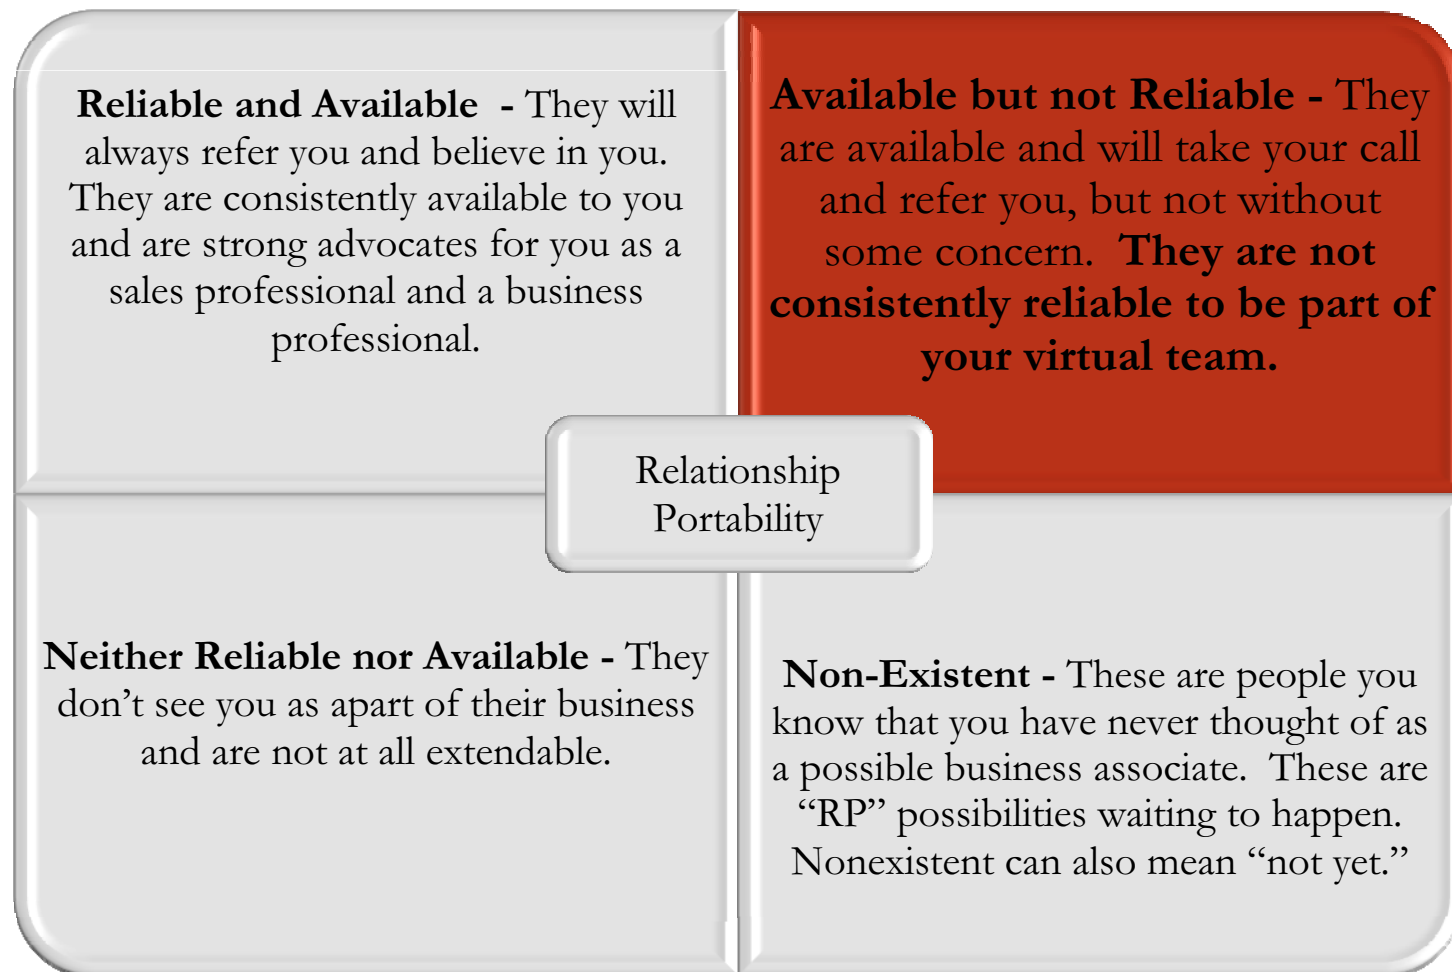 Reliable and Available  - They will
always refer you and believe in you.
They are consistently available to you
and are strong advocates for you as a
sales professional and a business
professional.
Available but not Reliable - They
are available and will take your call
and refer you, but not without
some concern.  They are not
consistently reliable to be part of
your virtual team.
Relationship
Portability
Neither Reliable nor Available - They
don’t see you as apart of their business
and are not at all extendable.
Non-Existent - These are people you
know that you have never thought of as
a possible business associate.  These are
“RP” possibilities waiting to happen.
Nonexistent can also mean “not yet.”